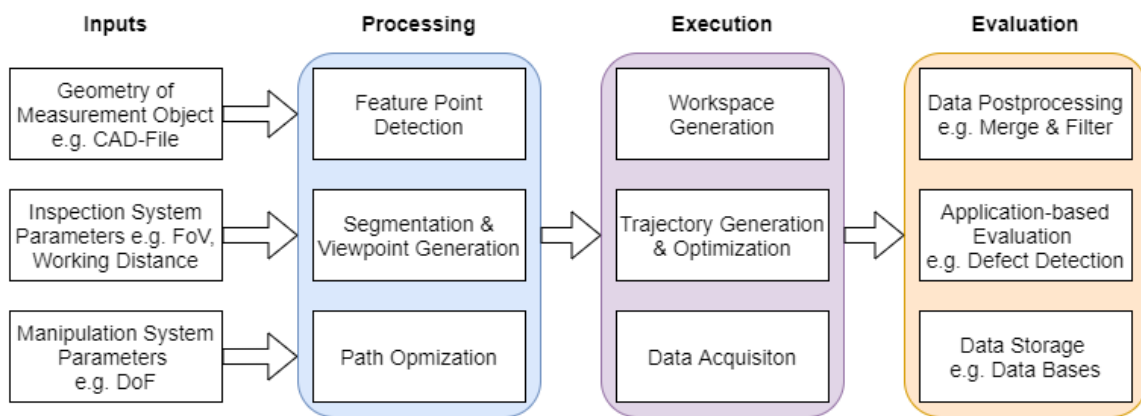 Inputs
Processing
Execution
Evaluation
Geometry of
Measurement Object
e.g. CAD-File
Feature Point
Detection
Workspace
Generation
Data Postprocessing
e.g. Merge & Filter
Inspection System
Parameters e.g. FoV,
Working Distance
Segmentation &
Viewpoint Generation
Trajectory Generation
& Optimization
Application-based
Evaluation
e.g. Defect Detection
Manipulation System
Parameters
e.g. DoF
Path Opmization
Data Acquisiton
Data Storage
e.g. Data Bases